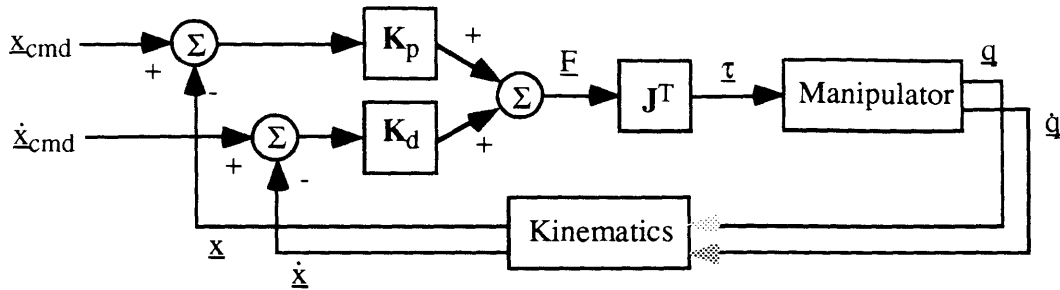 x_cmd
Σ
+
-
K_p
+
Σ
F
J^T
τ
Manipulator
q
q̇
ẋ_cmd
Σ
+
-
K_d
+
Kinematics
x
ẋ